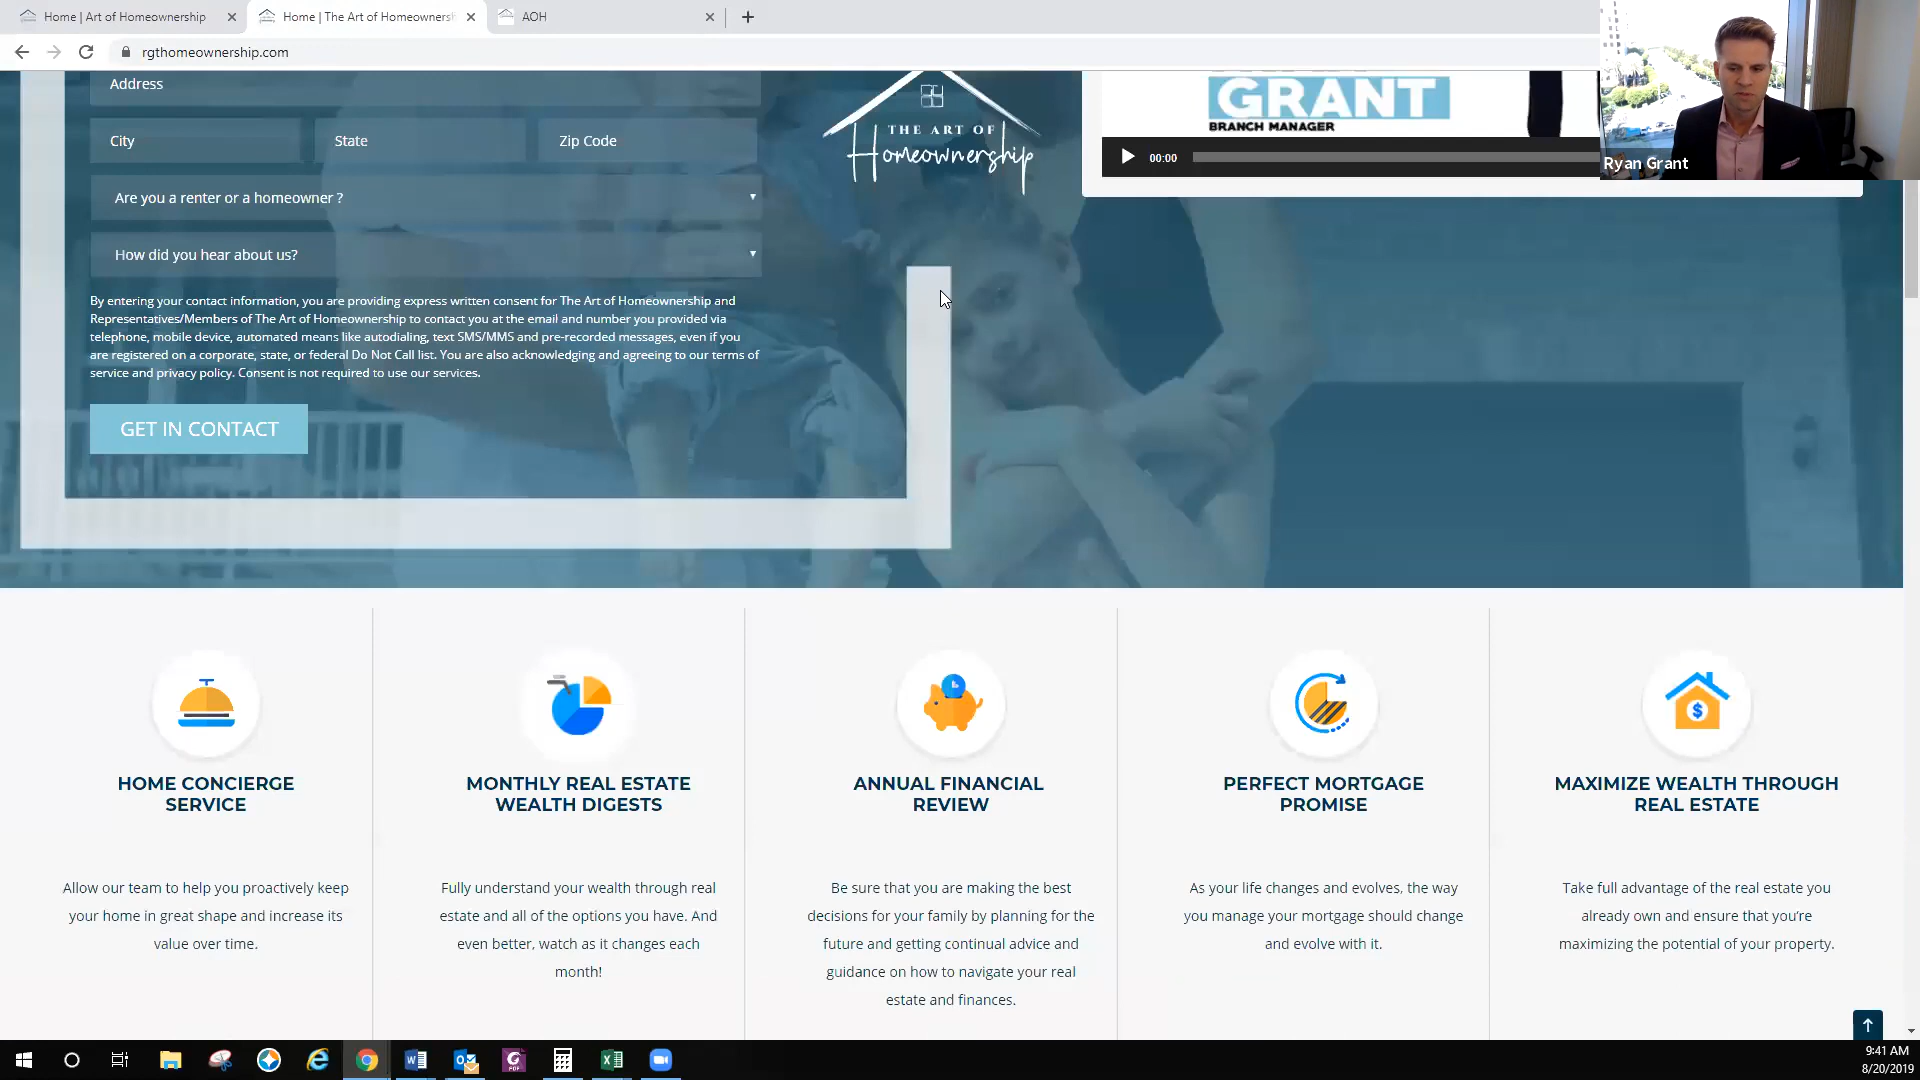 Home | Art of Homeownership
Home | The Art of Homeownersh
AOH
rgthomeownership.com
Address
City
State
Zip Code
Are you a renter or a homeowner ?
How did you hear about us?
By entering your contact information, you are providing express written consent for The Art of Homeownership and
Representatives/Members of The Art of Homeownership to contact you at the email and number you provided via
telephone, mobile device, automated means like autodialing, text SMS/MMS and pre-recorded messages, even if you
are registered on a corporate, state, or federal Do Not Call list. You are also acknowledging and agreeing to our terms of
service and privacy policy. Consent is not required to use our services.
GET IN CONTACT
THE ART OF
Homeownership
GRANT
BRANCH MANAGER
00:00
Ryan Grant
HOME CONCIERGE
SERVICE
Allow our team to help you proactively keep
your home in great shape and increase its
value over time.
MONTHLY REAL ESTATE
WEALTH DIGESTS
Fully understand your wealth through real
estate and all of the options you have. And
even better, watch as it changes each
month!
ANNUAL FINANCIAL
REVIEW
Be sure that you are making the best
decisions for your family by planning for the
future and getting continual advice and
guidance on how to navigate your real
estate and finances.
PERFECT MORTGAGE
PROMISE
As your life changes and evolves, the way
you manage your mortgage should change
and evolve with it.
$
MAXIMIZE WEALTH THROUGH
REAL ESTATE
Take full advantage of the real estate you
already own and ensure that you're
maximizing the potential of your property.
9:41 AM
8/20/2019